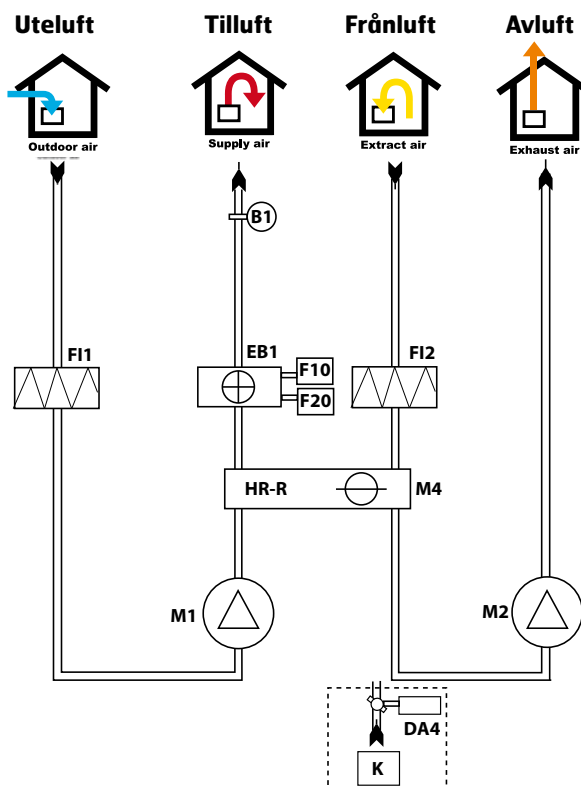 Uteluft Tilluft Frånluft Avluft
Outdoor air Supply air Extract air Exhaust air
B1
FI1 EB1 F10 FI2
F20
HR-R M4
M1 M2
DA4
K